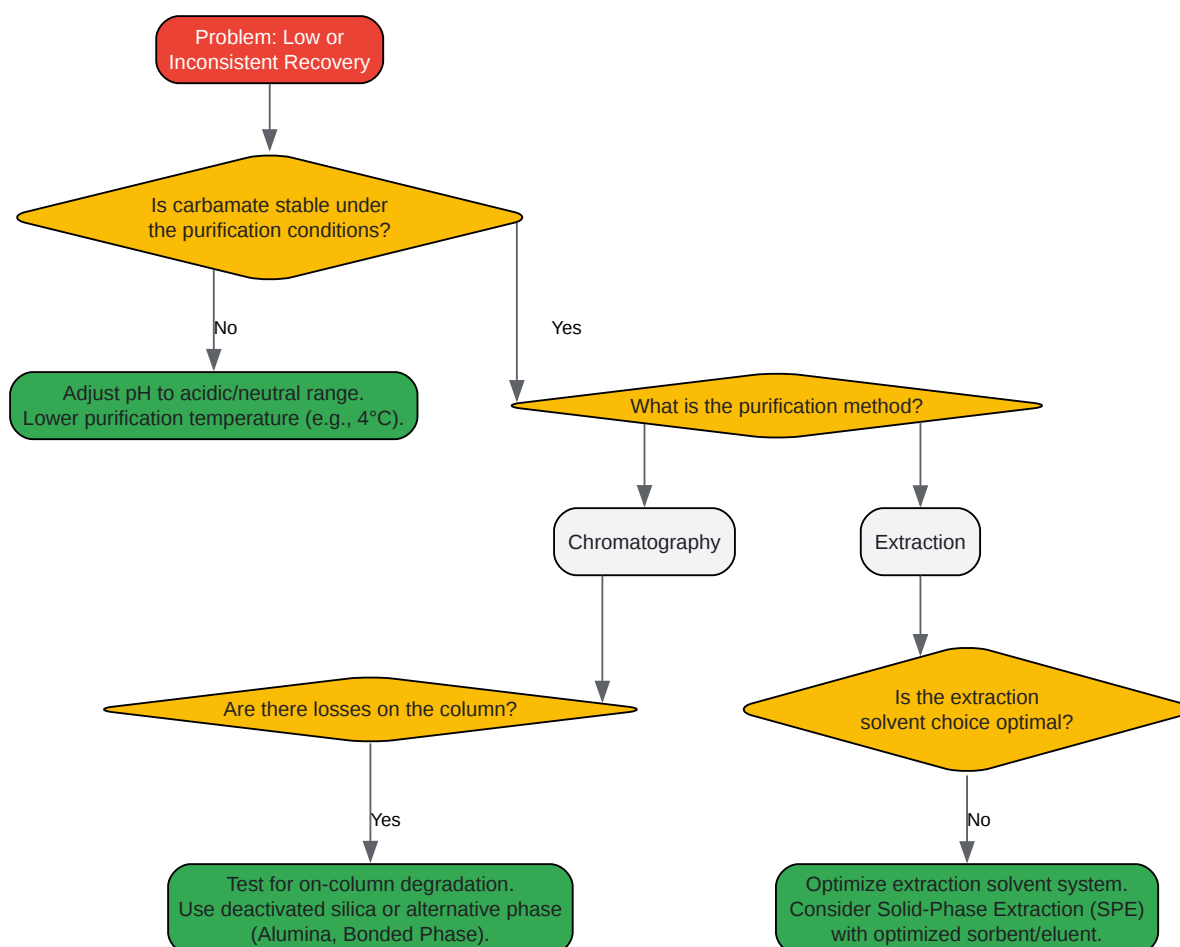 Problem: Low or
Inconsistent Recovery
Is carbamate stable under
the purification conditions?
No
Yes
Adjust pH to acidic/neutral range.
Lower purification temperature (e.g., 4°C).
What is the purification method?
Chromatography
Extraction
Are there losses on the column?
Is the extraction
solvent choice optimal?
Yes
No
Test for on-column degradation.
Use deactivated silica or alternative phase
(Alumina, Bonded Phase).
Optimize extraction solvent system.
Consider Solid-Phase Extraction (SPE)
with optimized sorbent/eluent.